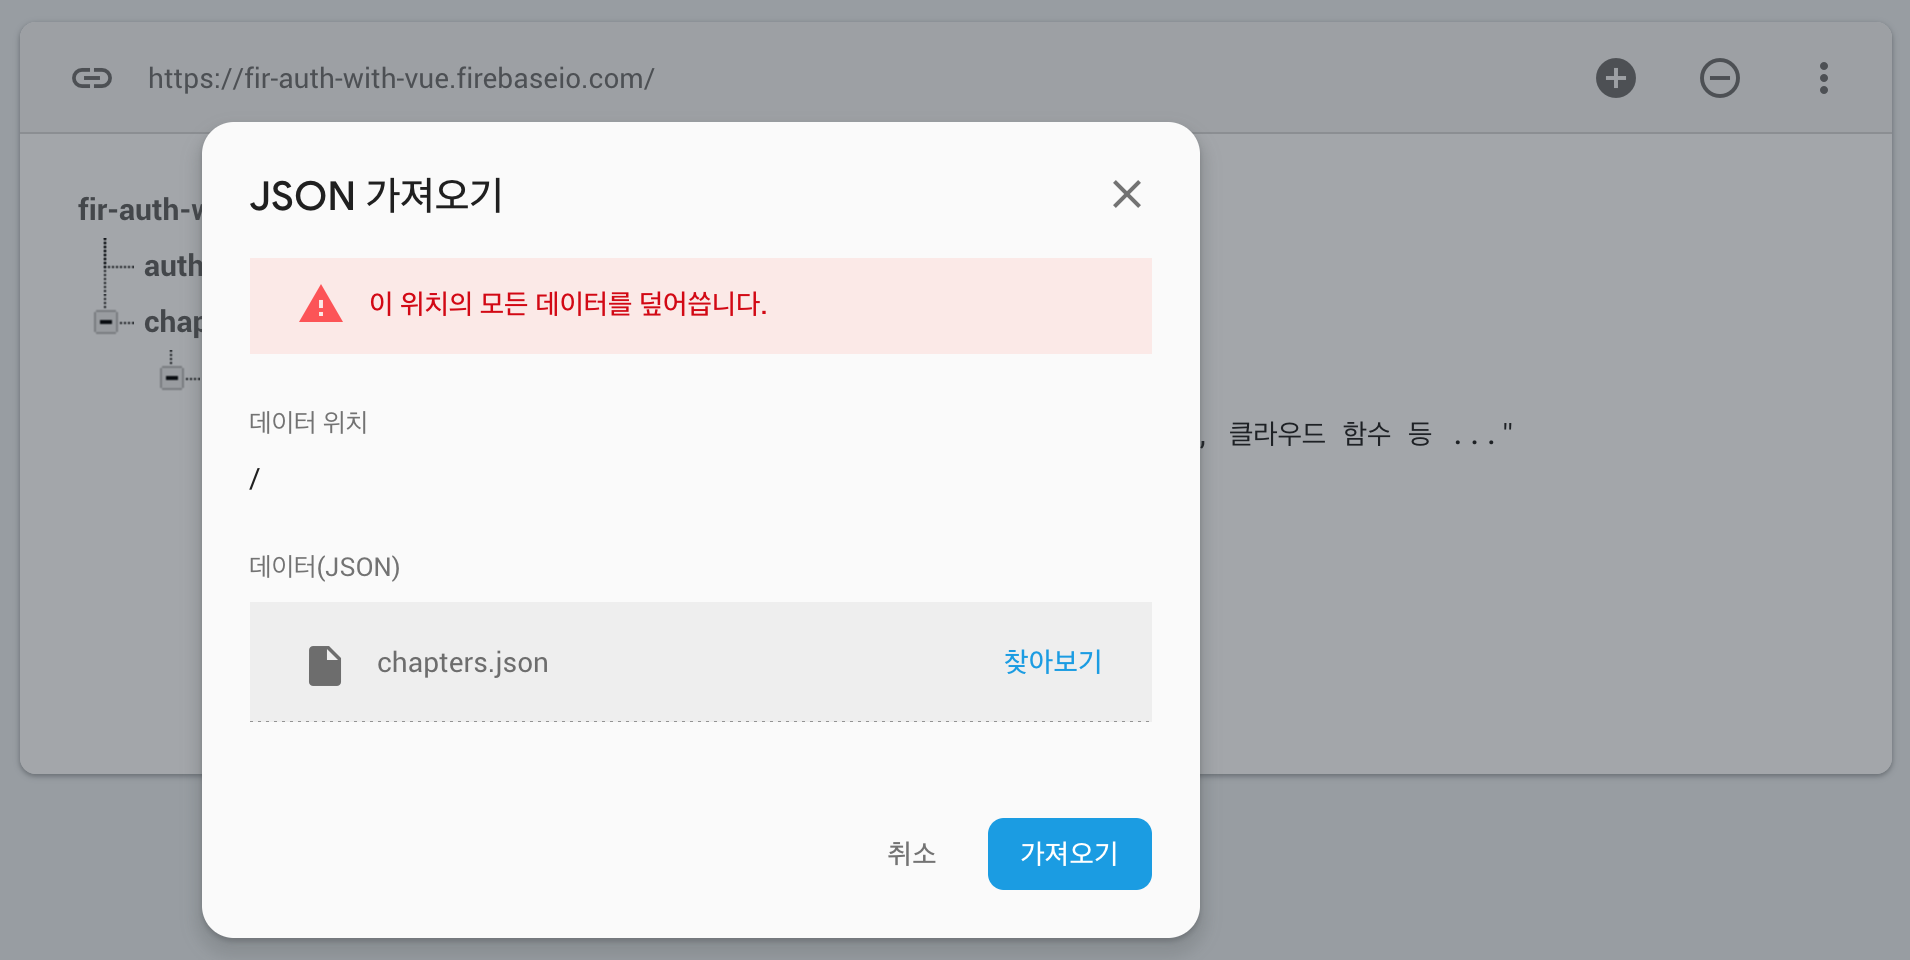 https://fir-auth-with-vue.firebaseio.com/
JSON 가져오기
fir-auth-w
auth
이 위치의 모든 데이터를 덮어씁니다.
chap
데이터 위치
, 클라우드 함수 등 ..."
/
데이터(JSON)
chapters.json
찾아보기
취소
가져오기